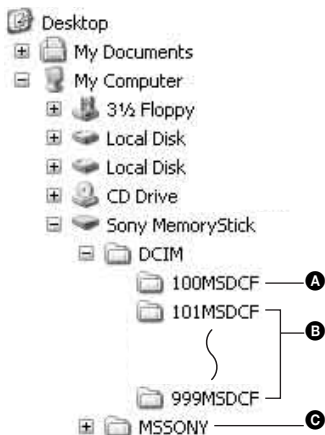 Desktop
My Documents
My Computer
3½ Floppy
Local Disk
Local Disk
CD Drive
Sony MemoryStick
DCIM
100MSDCF A
101MSDCF
B
999MSDCF
MSSONY C